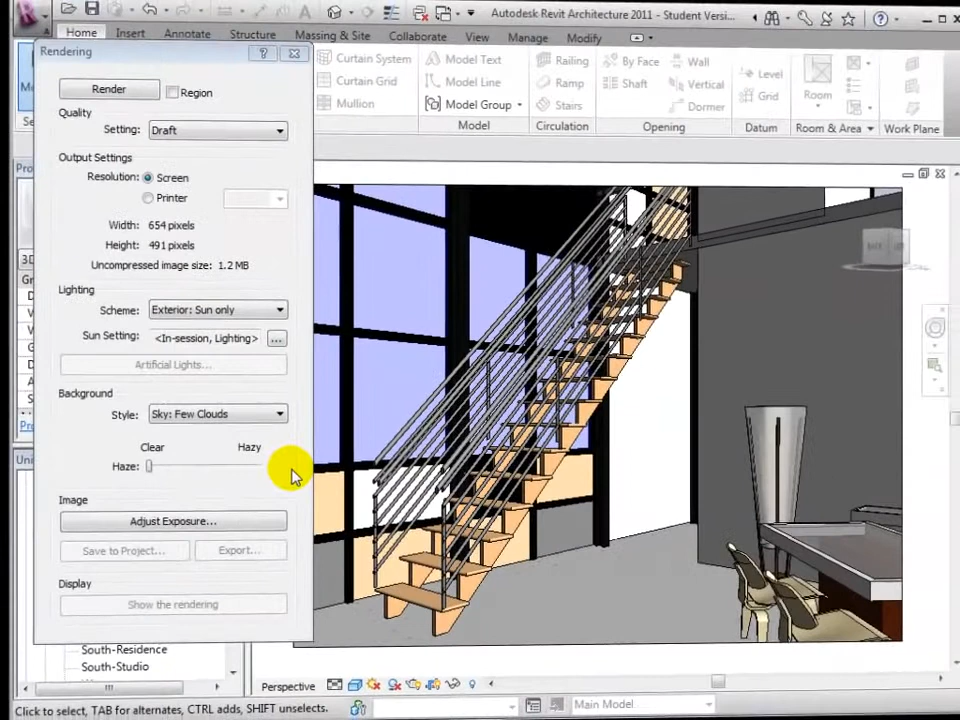 Autodesk Revit Architecture 2011 - Student Versi...
Home Insert Annotate Structure Massing & Site Collaborate View Manage Modify
Rendering
Render
Region
Quality
Setting: Draft
Output Settings
Resolution: Screen
Printer
Width: 654 pixels
Height: 491 pixels
Uncompressed image size: 1.2 MB
Lighting
Scheme: Exterior: Sun only
Sun Setting: <In-session, Lighting> ...
Artificial Lights...
Background
Style: Sky: Few Clouds
Clear Hazy
Haze:
Image
Adjust Exposure...
Save to Project... Export...
Display
Show the rendering
Curtain System
Curtain Grid
Mullion
Model Text
Model Line
Model Group
Model
Railing
Ramp
Stairs
Circulation
By Face
Shaft
Wall
Vertical
Dormer
Opening
Level
Grid
Datum
Room
Room & Area
Work Plane
South-Residence
South-Studio
Perspective
Click to select, TAB for alternates, CTRL adds, SHIFT unselects.
Main Model